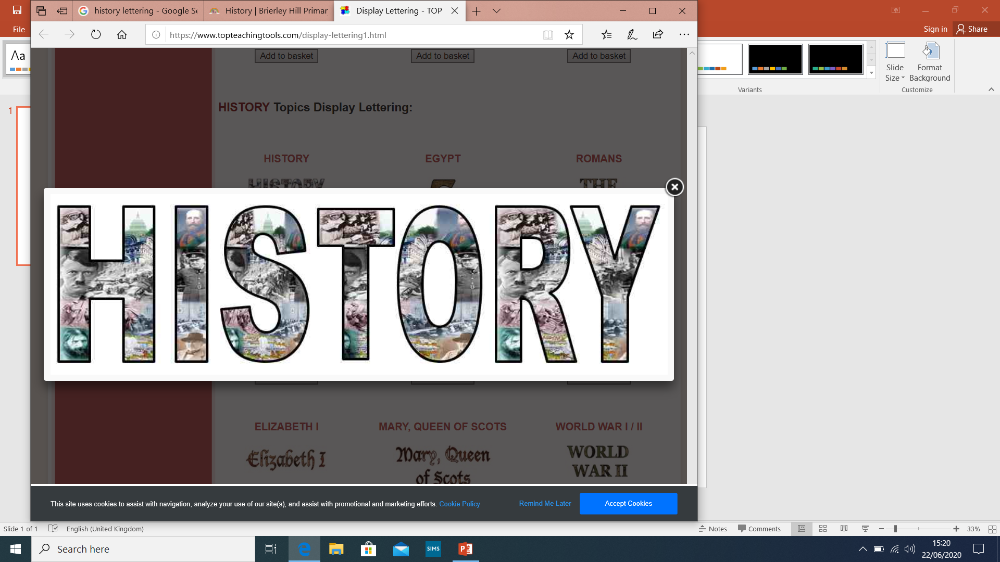 history lettering - Google Se
History | Brierley Hill Primar
Display Lettering - TOP
File
Sign in
Share
https://www.topteachingtools.com/display-lettering1.html
Aa
Add to basket
Add to basket
Add to basket
Slide Size
Format Background
Variants
Customize
1
HISTORY Topics Display Lettering:
HISTORY
EGYPT
ROMANS
HISTORY
THE
HISTORY
ELIZABETH I
MARY, QUEEN OF SCOTS
WORLD WAR I / II
Elizabeth I
Mary, Queen
of Scots
WORLD
WAR II
This site uses cookies to assist with navigation, analyze your use of our site(s), and assist with promotional and marketing efforts. Cookie Policy
Remind Me Later
Accept Cookies
Slide 1 of 1
English (United Kingdom)
Notes
Comments
33%
Search here
SIMS
15:20
22/06/2020